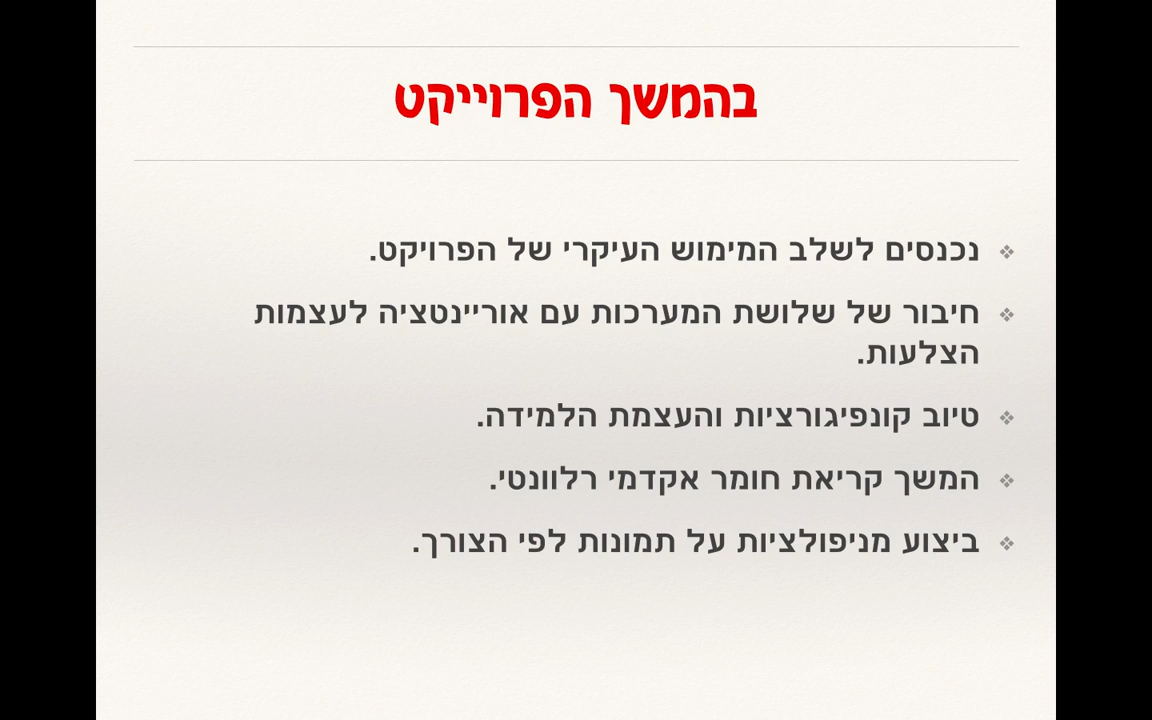 בהמשך הפרוייקט
נכנסים לשלב המימוש העיקרי של הפרויקט.
חיבור של שלושת המערכות עם אוריינטציה לעצמות
הצלעות.
טיוב קונפיגורציות והעצמת הלמידה.
המשך קריאת חומר אקדמי רלוונטי.
ביצוע מניפולציות על תמונות לפי הצורך.